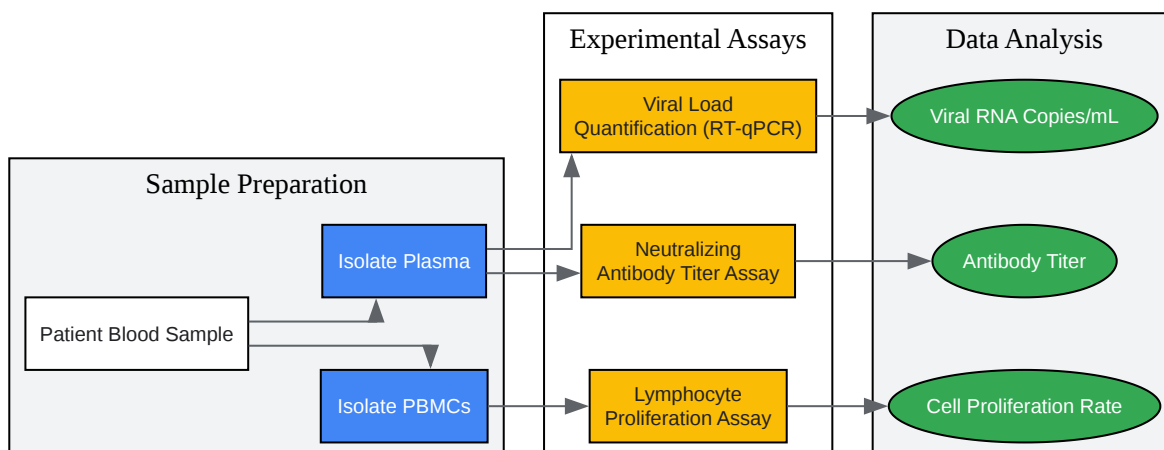 Sample Preparation
Patient Blood Sample
Isolate Plasma
Isolate PBMCs
Experimental Assays
Viral Load
Quantification (RT-qPCR)
Neutralizing
Antibody Titer Assay
Lymphocyte
Proliferation Assay
Data Analysis
Viral RNA Copies/mL
Antibody Titer
Cell Proliferation Rate